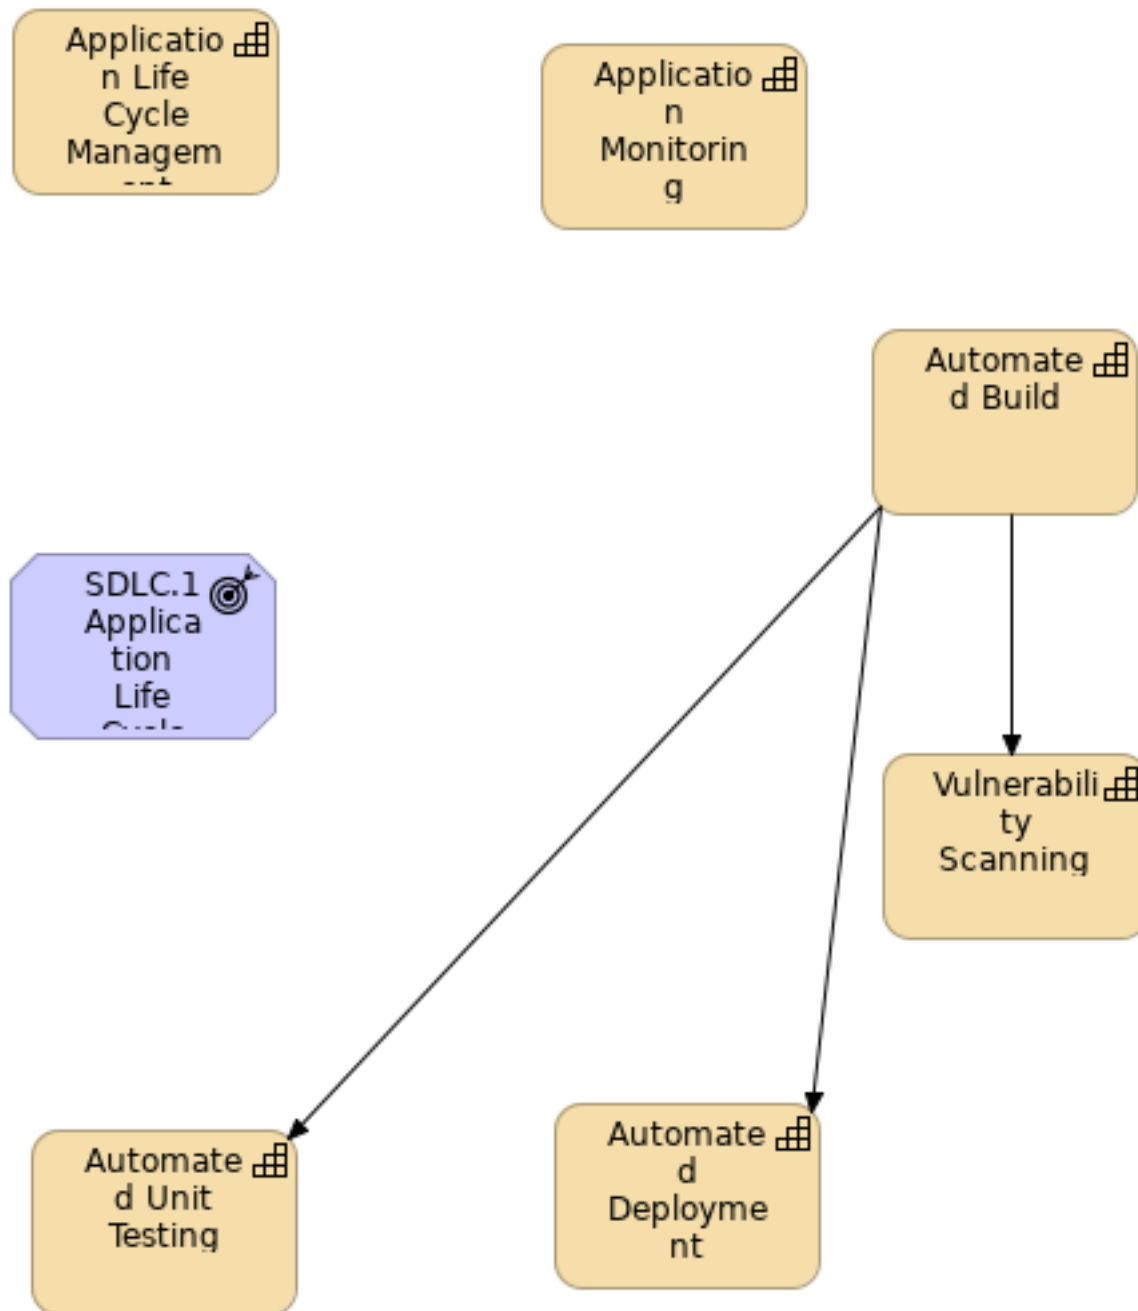 Applicatio
n Life
Cycle
Managem
Applicatio
n
Monitorin
g
Automate
d Build
SDLC.1
Applica
tion
Life
Vulnerabili
ty
Scanning
Automate
d Unit
Testing
Automate
d
Deployme
nt